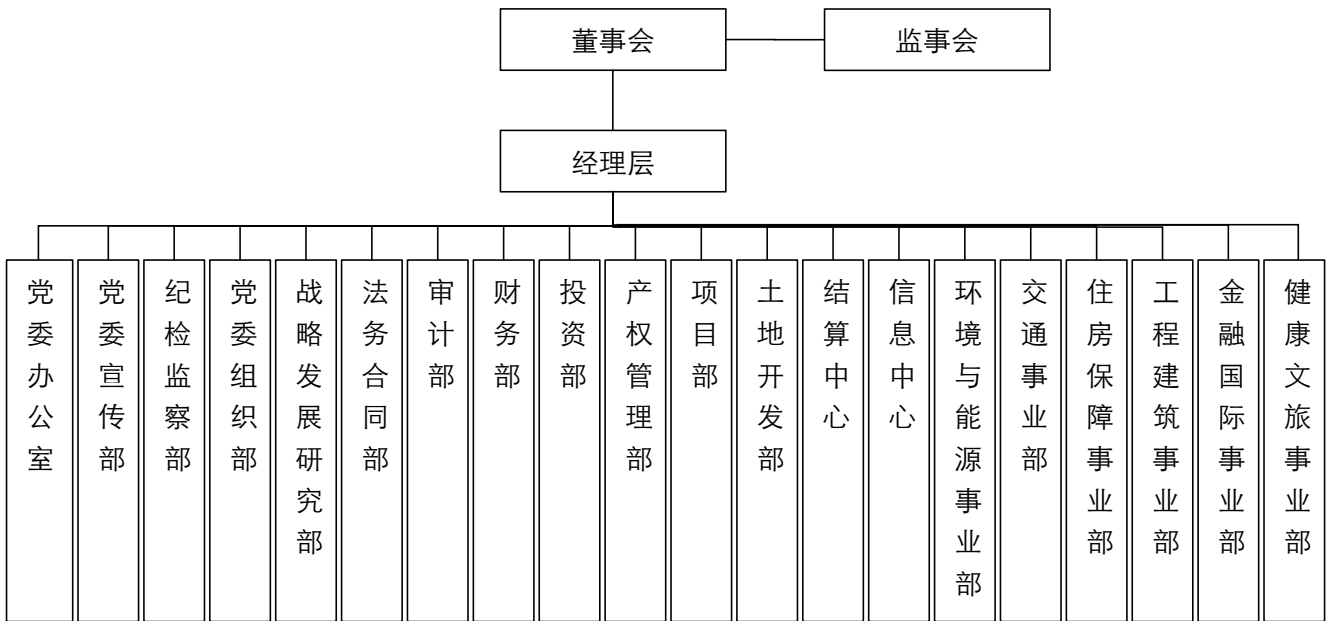 董事会
监事会
经理层
党委办公室
党委宣传部
纪检监察部
党委组织部
战略发展研究部
法务合同部
审计部
财务部
投资部
产权管理部
项目部
土地开发部
结算中心
信息中心
环境与能源事业部
交通事业部
住房保障事业部
工程建筑事业部
金融国际事业部
健康文旅事业部